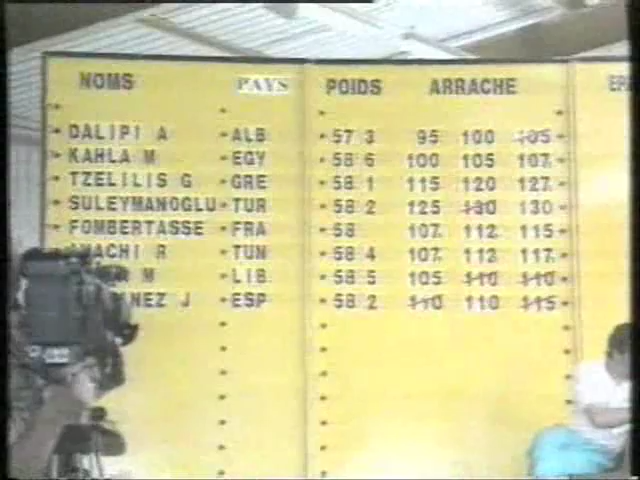 NOMS PAYS POIDS ARRACHE EP
DALIPI A ALB 57 3 95 100 105
KAHLA M EGY 58 6 100 105 107
TZELILIS G GRE 58 1 115 120 127
SULEYMANOGLU TUR 58 2 125 130 130
FOMBERTASSE FRA 58 107 112 115
R TUN 58 4 107 112 117
M LIB 58 5 105 110 110
NEZ J ESP 58 2 110 110 115